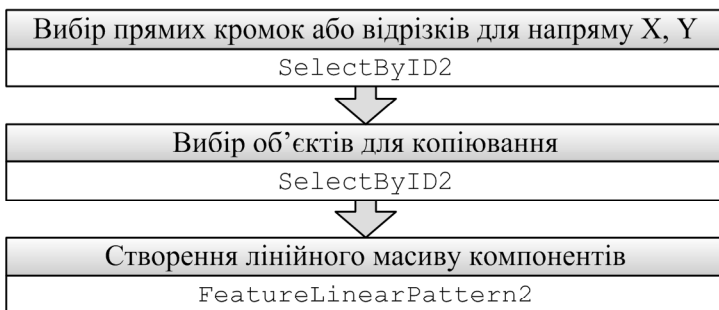 Вибір прямих кромок або відрізків для напряму X, Y
SelectByID2
Вибір об’єктів для копіювання
SelectByID2
Створення лінійного масиву компонентів
FeatureLinearPattern2